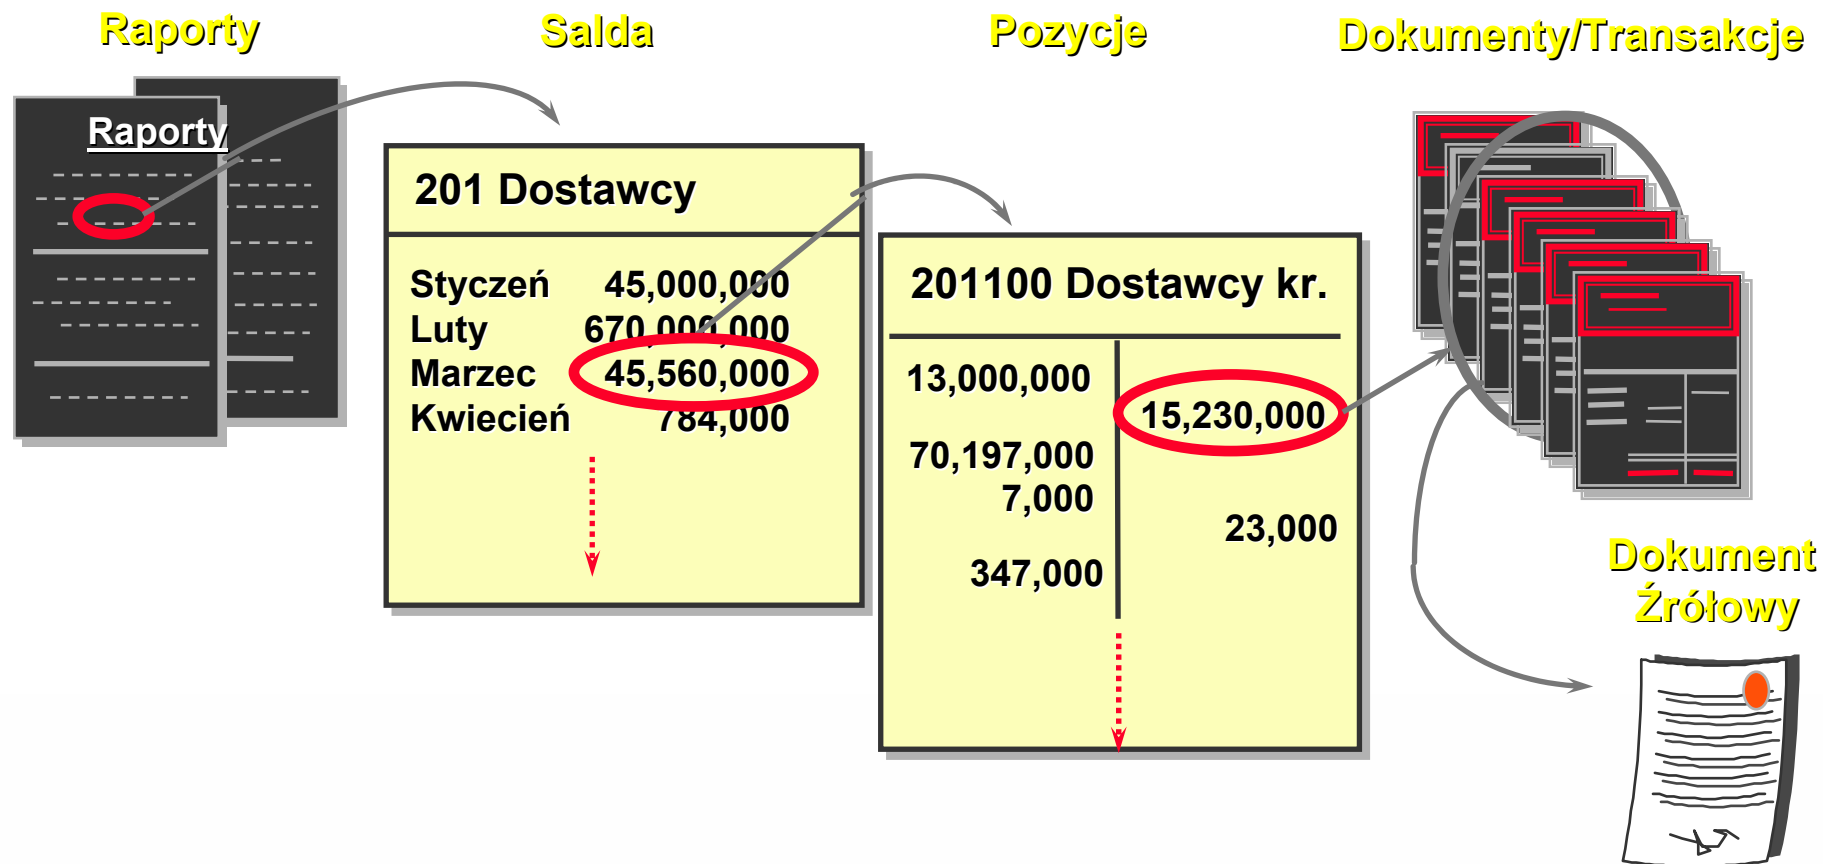 Raporty
Salda
Pozycje
Dokumenty/Transakcje
Raporty
201 Dostawcy
Styczeń 45,000,000
Luty 670,000,000
Marzec 45,560,000
Kwiecień 784,000
201100 Dostawcy kr.
13,000,000
15,230,000
70,197,000
7,000
23,000
347,000
Dokument
Źrółowy